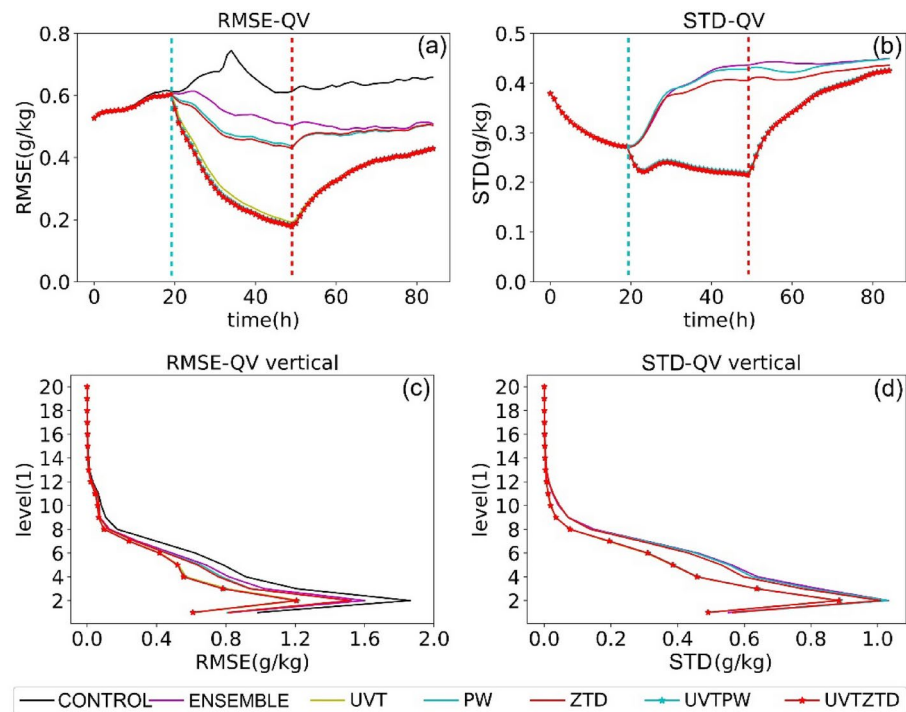 RMSE-QV
STD-QV
(a)
(b)
0.8
0.6
0.4
0.2
0.0
RMSE(g/kg)
0.5
0.4
0.3
0.2
0.1
0.0
STD(g/kg)
0 20 40 60 80
time(h)
0 20 40 60 80
time(h)
RMSE-QV vertical
STD-QV vertical
(c)
(d)
20
18
16
14
12
10
8
6
4
2
level(1)
20
18
16
14
12
10
8
6
4
2
level(1)
0.0 0.4 0.8 1.2 1.6 2.0
RMSE(g/kg)
0.0 0.2 0.4 0.6 0.8 1.0
STD(g/kg)
CONTROL ENSEMBLE UVT PW ZTD UVTPW UVTZTD